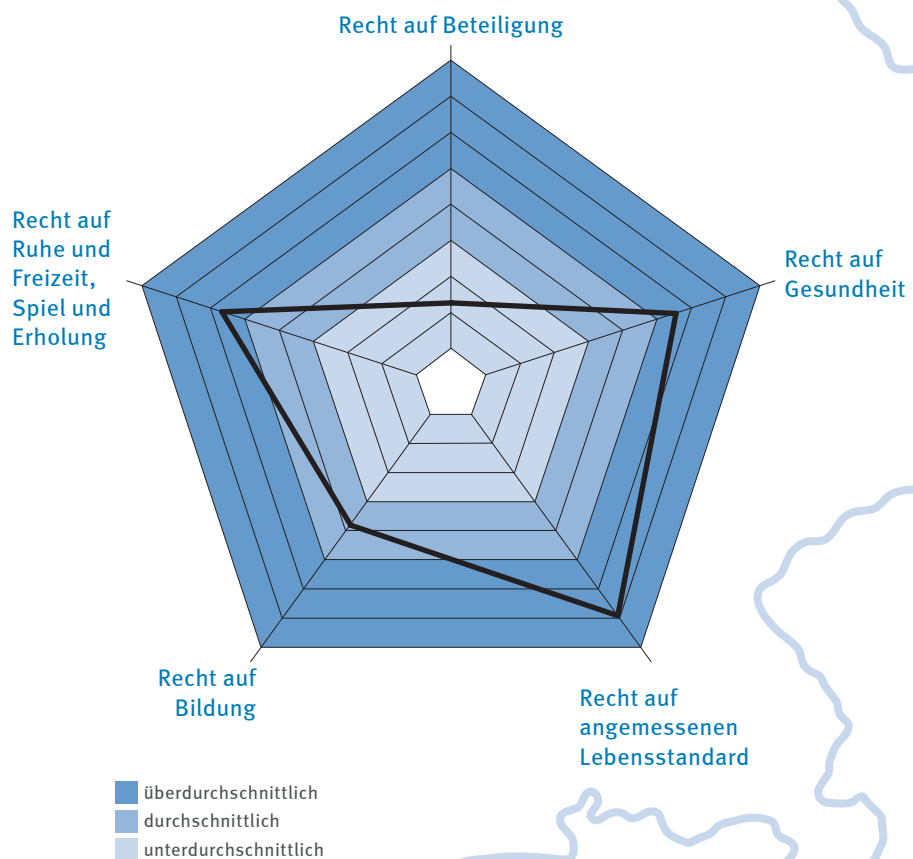 Recht auf Beteiligung
Recht auf
Ruhe und
Freizeit,
Spiel und
Erholung
Recht auf
Gesundheit
Recht auf
Bildung
Recht auf
angemessenen
Lebensstandard
überdurchschnittlich
durchschnittlich
unterdurchschnittlich